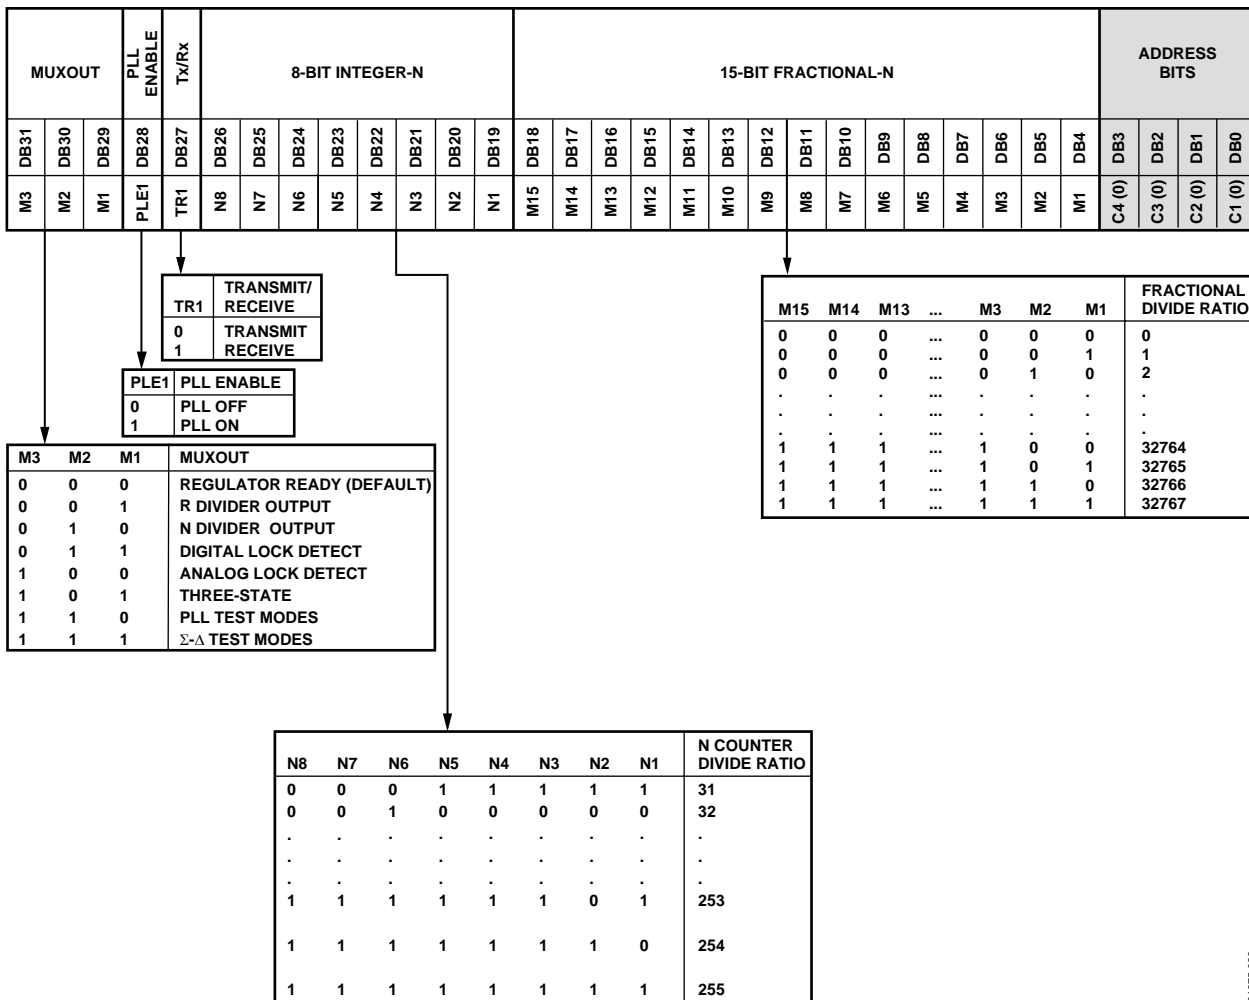 MUXOUT PLL ENABLE Tx/Rx 8-BIT INTEGER-N 15-BIT FRACTIONAL-N ADDRESS BITS
DB31 DB30 DB29 DB28 DB27 DB26 DB25 DB24 DB23 DB22 DB21 DB20 DB19 DB18 DB17 DB16 DB15 DB14 DB13 DB12 DB11 DB10 DB9 DB8 DB7 DB6 DB5 DB4 DB3 DB2 DB1 DB0
M3 M2 M1 PLE1 TR1 N8 N7 N6 N5 N4 N3 N2 N1 M15 M14 M13 M12 M11 M10 M9 M8 M7 M6 M5 M4 M3 M2 M1 C4 (0) C3 (0) C2 (0) C1 (0)
TR1 TRANSMIT/ RECEIVE
0 TRANSMIT
1 RECEIVE
PLE1 PLL ENABLE
0 PLL OFF
1 PLL ON
M3 M2 M1 MUXOUT
0 0 0 REGULATOR READY (DEFAULT)
0 0 1 R DIVIDER OUTPUT
0 1 0 N DIVIDER OUTPUT
0 1 1 DIGITAL LOCK DETECT
1 0 0 ANALOG LOCK DETECT
1 0 1 THREE-STATE
1 1 0 PLL TEST MODES
1 1 1 Σ-Δ TEST MODES
M15 M14 M13 ... M3 M2 M1 FRACTIONAL DIVIDE RATIO
0 0 0 ... 0 0 0 0
0 0 0 ... 0 0 1 1
0 0 0 ... 0 1 0 2
. . . ... . . . .
. . . ... . . . .
. . . ... . . . .
1 1 1 ... 1 0 0 32764
1 1 1 ... 1 0 1 32765
1 1 1 ... 1 1 0 32766
1 1 1 ... 1 1 1 32767
N8 N7 N6 N5 N4 N3 N2 N1 N COUNTER DIVIDE RATIO
0 0 0 1 1 1 1 1 31
0 0 1 0 0 0 0 0 32
. . . . . . . . .
. . . . . . . . .
. . . . . . . . .
1 1 1 1 1 1 0 1 253
1 1 1 1 1 1 1 0 254
1 1 1 1 1 1 1 1 255